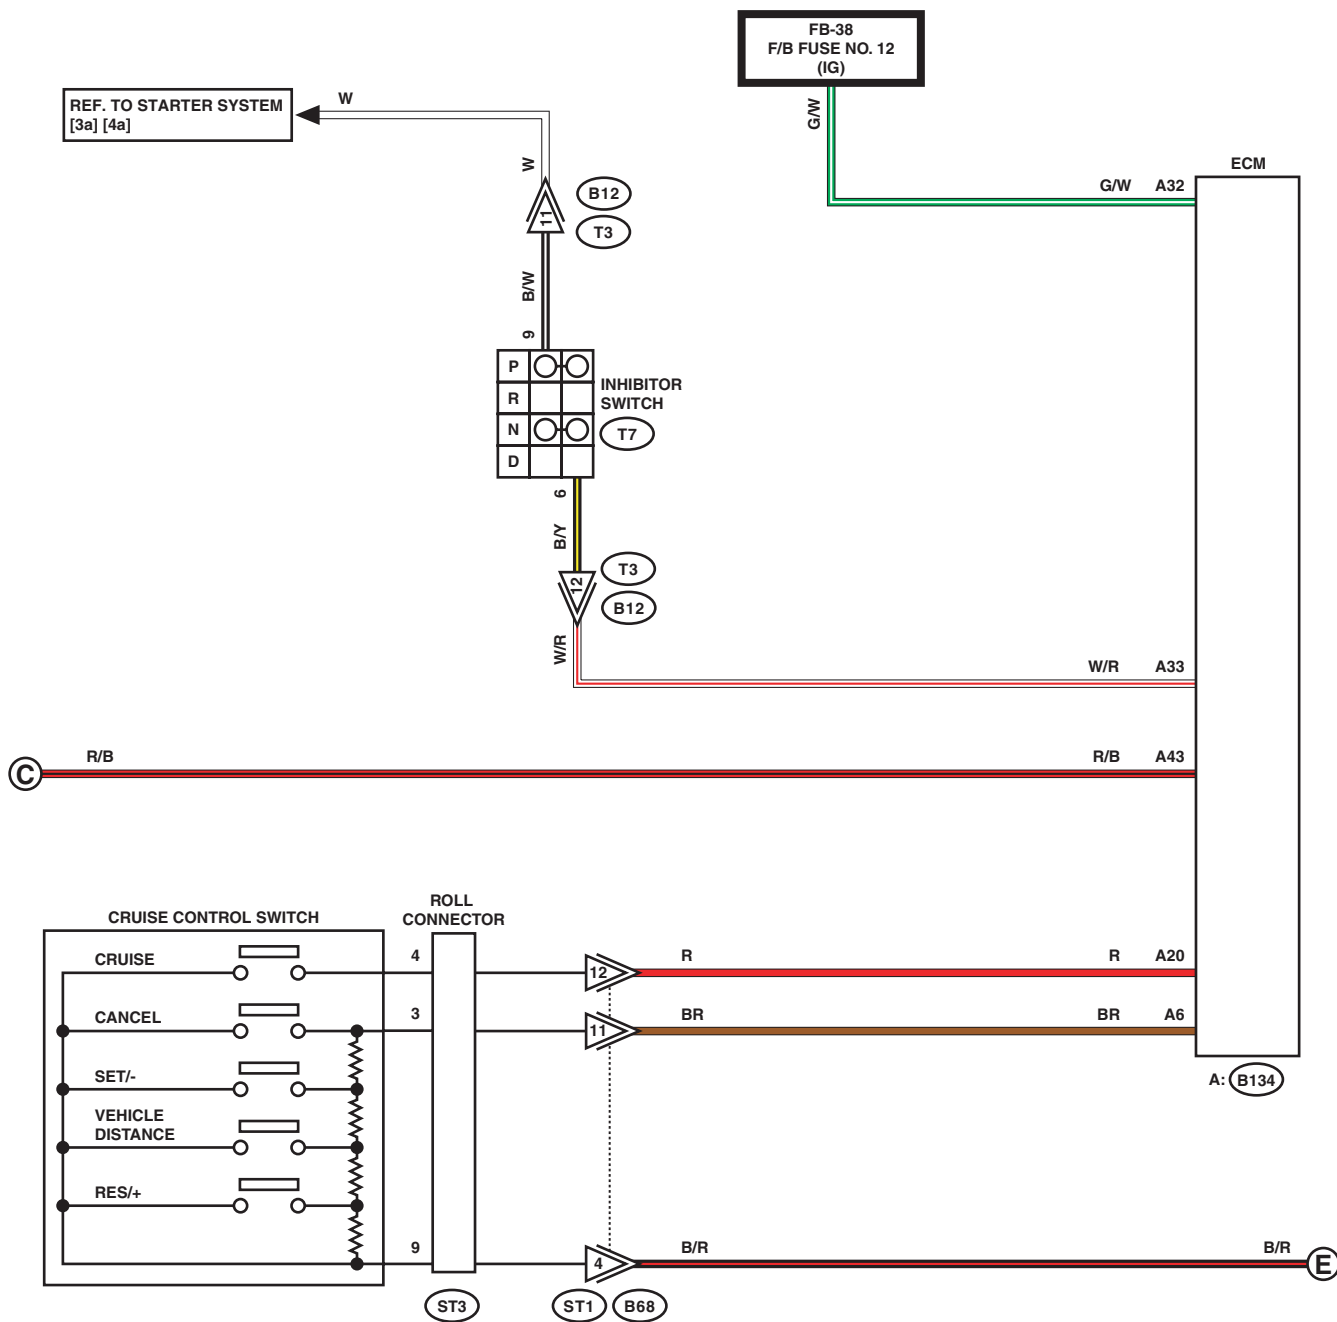 FB-38
F/B FUSE NO. 12
(IG)
REF. TO STARTER SYSTEM
[3a] [4a]
W
G/W
ECM
W
B12
G/W A32
11
T3
B/W
9
P
INHIBITOR
SWITCH
R
N
T7
D
6
B/Y
T3
12
B12
W/R
W/R A33
R/B
R/B A43
C
ROLL
CONNECTOR
CRUISE CONTROL SWITCH
CRUISE
4
12
R
R A20
CANCEL
3
11
BR
BR A6
SET/-
A: B134
VEHICLE
DISTANCE
RES/+
9
4
B/R
B/R
E
ST3
ST1
B68